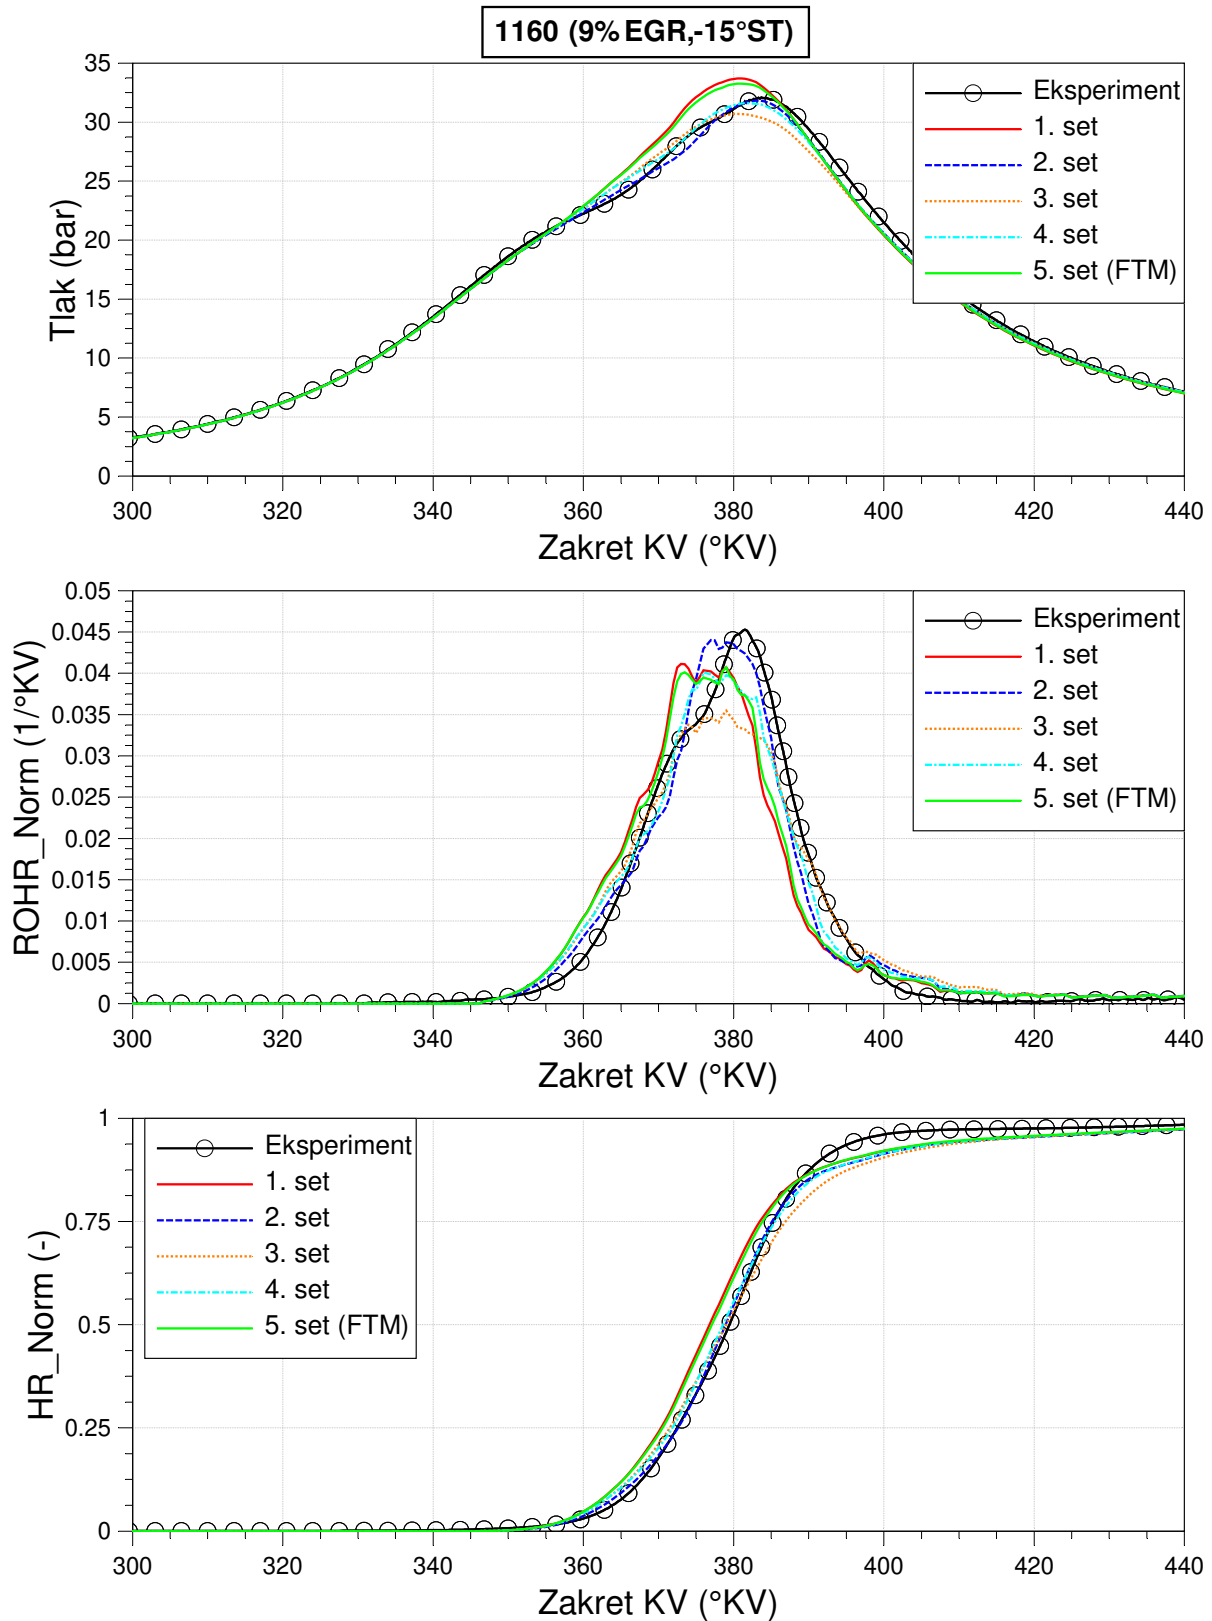 1160 (9% EGR,-15°ST)
35
30
25
20
15
10
5
0
Tlak (bar)
Eksperiment
1. set
2. set
3. set
4. set
5. set (FTM)
300 320 340 360 380 400 420 440
Zakret KV (°KV)
0.05
0.045
0.04
0.035
0.03
0.025
0.02
0.015
0.01
0.005
0
ROHR_Norm (1/°KV)
Eksperiment
1. set
2. set
3. set
4. set
5. set (FTM)
300 320 340 360 380 400 420 440
Zakret KV (°KV)
1
0.75
0.5
0.25
0
HR_Norm (-)
Eksperiment
1. set
2. set
3. set
4. set
5. set (FTM)
300 320 340 360 380 400 420 440
Zakret KV (°KV)